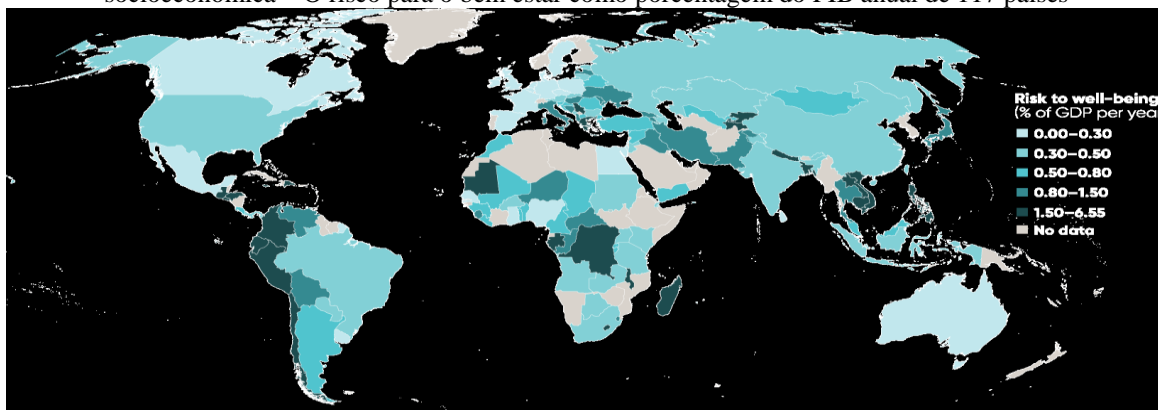 socioeconômica – O risco para o bem estar como porcentagem do PIB anual de 117 países
Risk to well-being
(% of GDP per year
0.00–0.30
0.30–0.50
0.50–0.80
0.80–1.50
1.50–6.55
No data